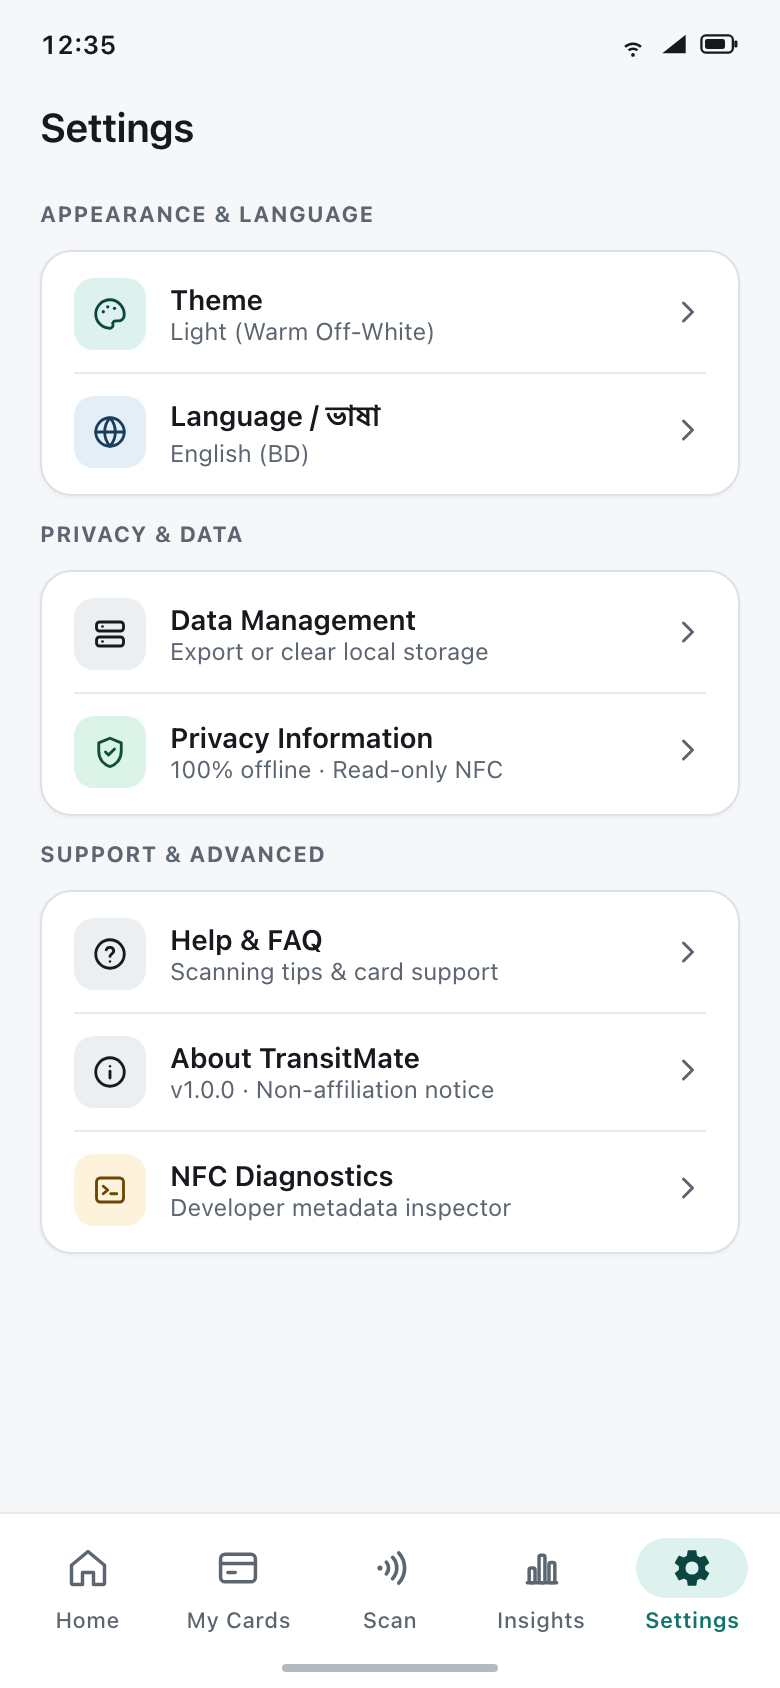 12:35
Settings
APPEARANCE & LANGUAGE
Theme
Light (Warm Off-White)
Language / ভাষা
English (BD)
PRIVACY & DATA
Data Management
Export or clear local storage
Privacy Information
100% offline · Read-only NFC
SUPPORT & ADVANCED
Help & FAQ
Scanning tips & card support
About TransitMate
v1.0.0 · Non-affiliation notice
NFC Diagnostics
Developer metadata inspector
Home
My Cards
Scan
Insights
Settings